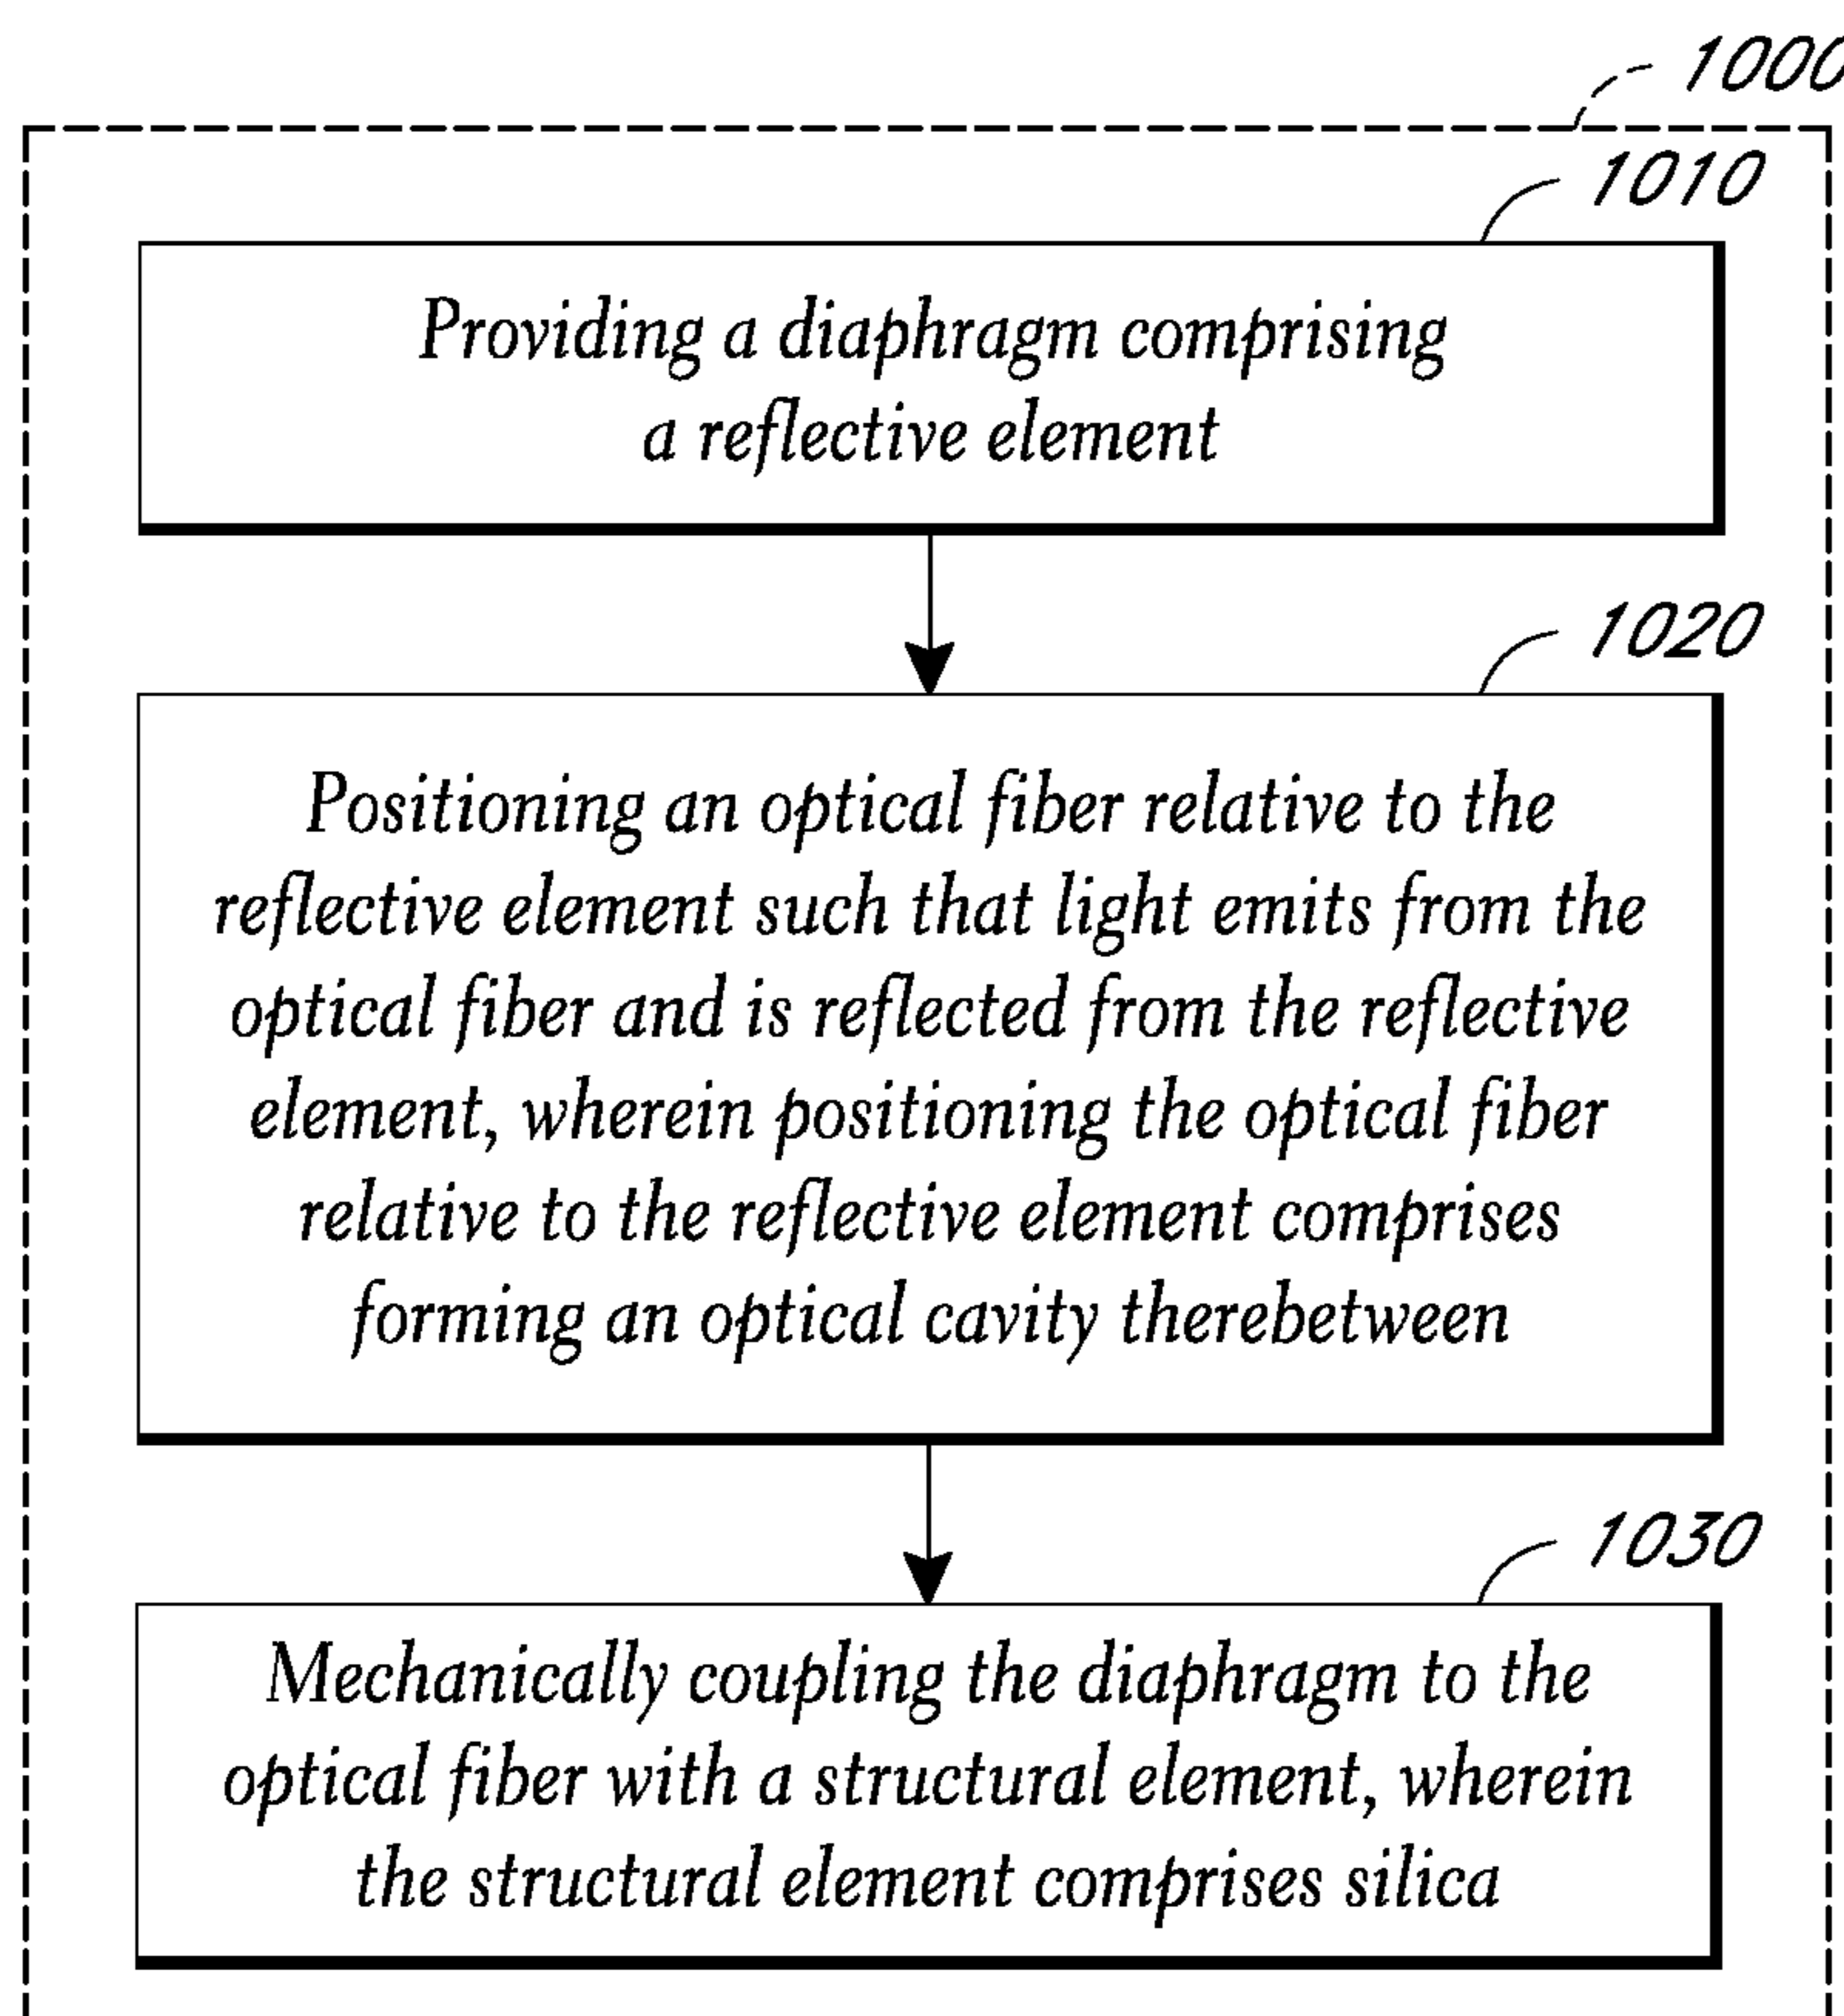 1000
1010
Providing a diaphragm comprising
a reflective element
1020
Positioning an optical fiber relative to the
reflective element such that light emits from the
optical fiber and is reflected from the reflective
element, wherein positioning the optical fiber
relative to the reflective element comprises
forming an optical cavity therebetween
1030
Mechanically coupling the diaphragm to the
optical fiber with a structural element, wherein
the structural element comprises silica